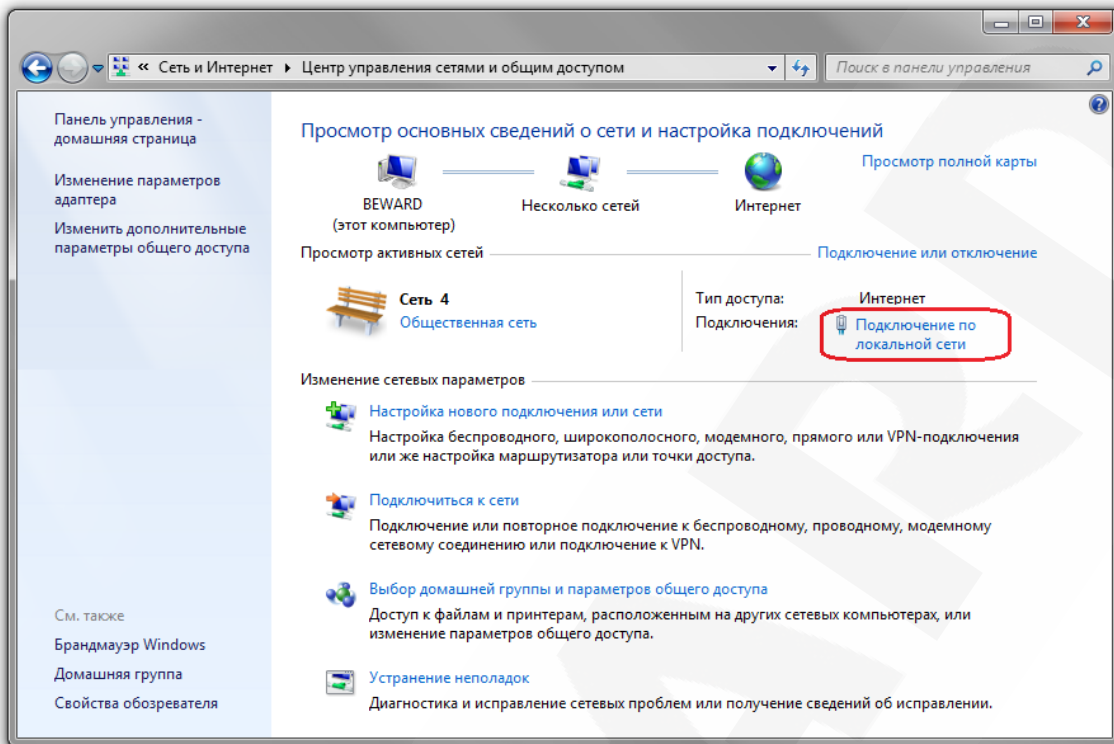 « Сеть и Интернет ▸ Центр управления сетями и общим доступом
Поиск в панели управления
Панель управления -
домашняя страница
Изменение параметров
адаптера
Изменить дополнительные
параметры общего доступа
См. также
Брандмауэр Windows
Домашняя группа
Свойства обозревателя
Просмотр основных сведений о сети и настройка подключений
Просмотр полной карты
BEWARD
(этот компьютер)
Несколько сетей
Интернет
Просмотр активных сетей
Подключение или отключение
Сеть 4
Общественная сеть
Тип доступа: Интернет
Подключения: Подключение по
локальной сети
Изменение сетевых параметров
Настройка нового подключения или сети
Настройка беспроводного, широкополосного, модемного, прямого или VPN-подключения
или же настройка маршрутизатора или точки доступа.
Подключиться к сети
Подключение или повторное подключение к беспроводному, проводному, модемному
сетевому соединению или подключение к VPN.
Выбор домашней группы и параметров общего доступа
Доступ к файлам и принтерам, расположенным на других сетевых компьютерах, или
изменение параметров общего доступа.
Устранение неполадок
Диагностика и исправление сетевых проблем или получение сведений об исправлении.